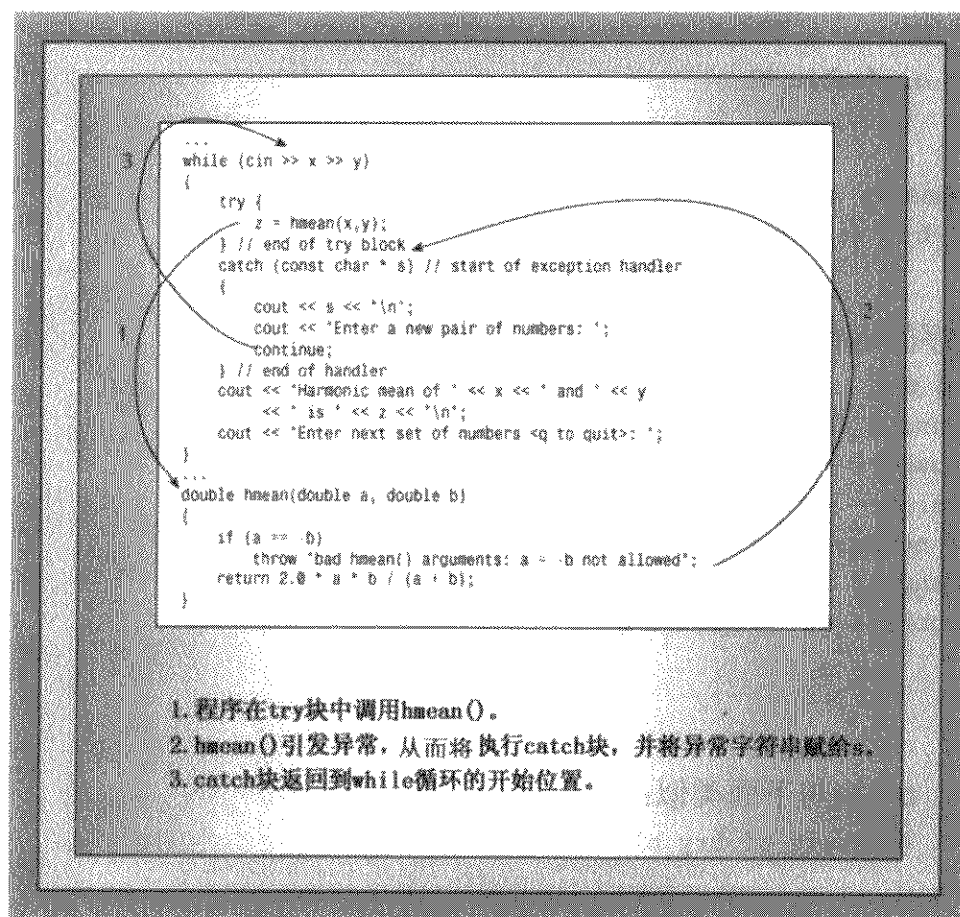 ...
while (cin >> x >> y)
{
    try {
        z = hmean(x,y);
    } // end of try block
    catch (const char * s) // start of exception handler
    {
        cout << s << "\n";
        cout << "Enter a new pair of numbers: ";
        continue;
    } // end of handler
    cout << "Harmonic mean of " << x << " and " << y
        << " is " << z << "\n";
    cout << "Enter next set of numbers <q to quit>: ";
}
...
double hmean(double a, double b)
{
    if (a == -b)
        throw "bad hmean() arguments: a = -b not allowed";
    return 2.0 * a * b / (a + b);
}
3
1
2
1.程序在try块中调用hmean()。
2.hmean()引发异常，从而将执行catch块，并将异常字符串赋给s。
3.catch块返回到while循环的开始位置。